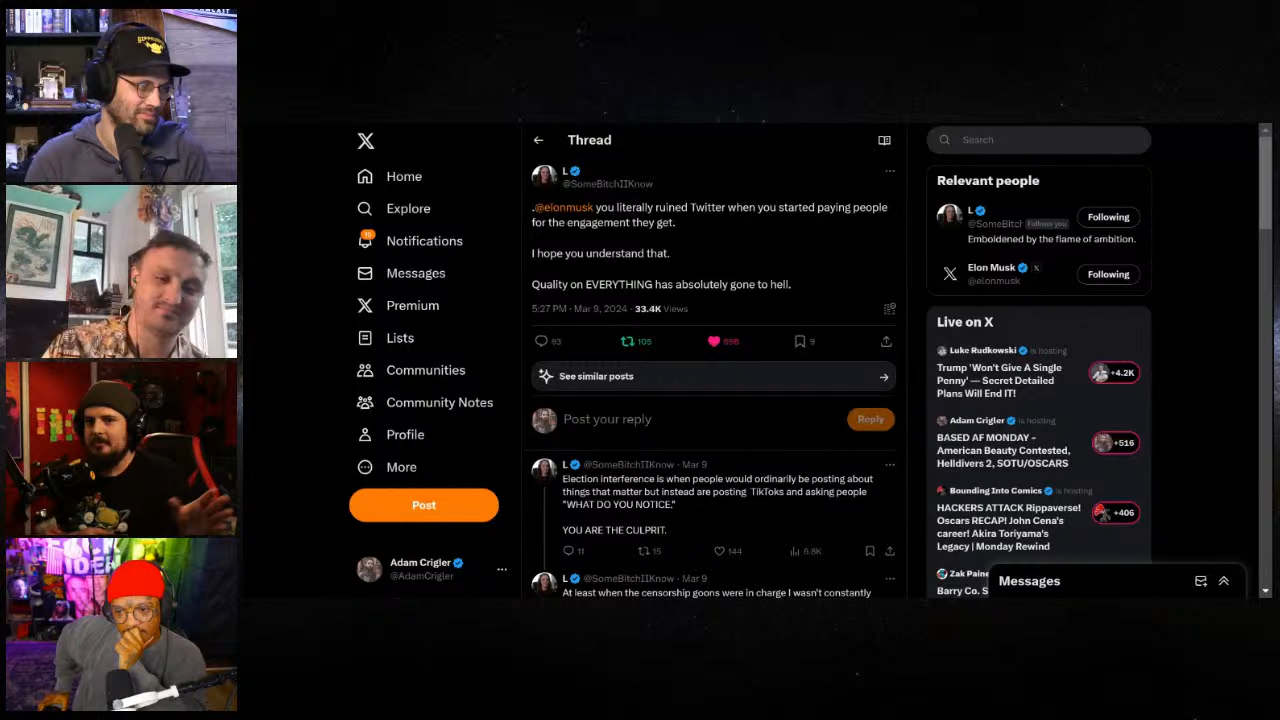 Home
Explore
15
Notifications
Messages
Premium
Lists
Communities
Community Notes
Profile
More
Post
Adam Crigler
@AdamCrigler
Thread
L
@SomeBitchIIKnow
.@elonmusk you literally ruined Twitter when you started paying people
for the engagement they get.
I hope you understand that.
Quality on EVERYTHING has absolutely gone to hell.
5:27 PM · Mar 9, 2024 · 33.4K Views
93
105
9
See similar posts
Post your reply
Reply
L @SomeBitchIIKnow · Mar 9
Election interference is when people would ordinarily be posting about
things that matter but instead are posting TikToks and asking people
"WHAT DO YOU NOTICE."
YOU ARE THE CULPRIT.
11
15
144
6.8K
L @SomeBitchIIKnow · Mar 9
At least when the censorship goons were in charge I wasn't constantly
Search
Relevant people
L
@SomeBitch Follows you
Following
Emboldened by the flame of ambition.
Elon Musk X
@elonmusk
Following
Live on X
Luke Rudkowski is hosting
Trump 'Won't Give A Single
Penny' — Secret Detailed
Plans Will END IT!
+4.2K
Adam Crigler is hosting
BASED AF MONDAY -
American Beauty Contested,
Helldivers 2, SOTU/OSCARS
+516
Bounding Into Comics is hosting
HACKERS ATTACK Rippaverse!
Oscars RECAP! John Cena's
career! Akira Toriyama's
Legacy | Monday Rewind
+406
Zak Paine
Barry Co. S
Messages